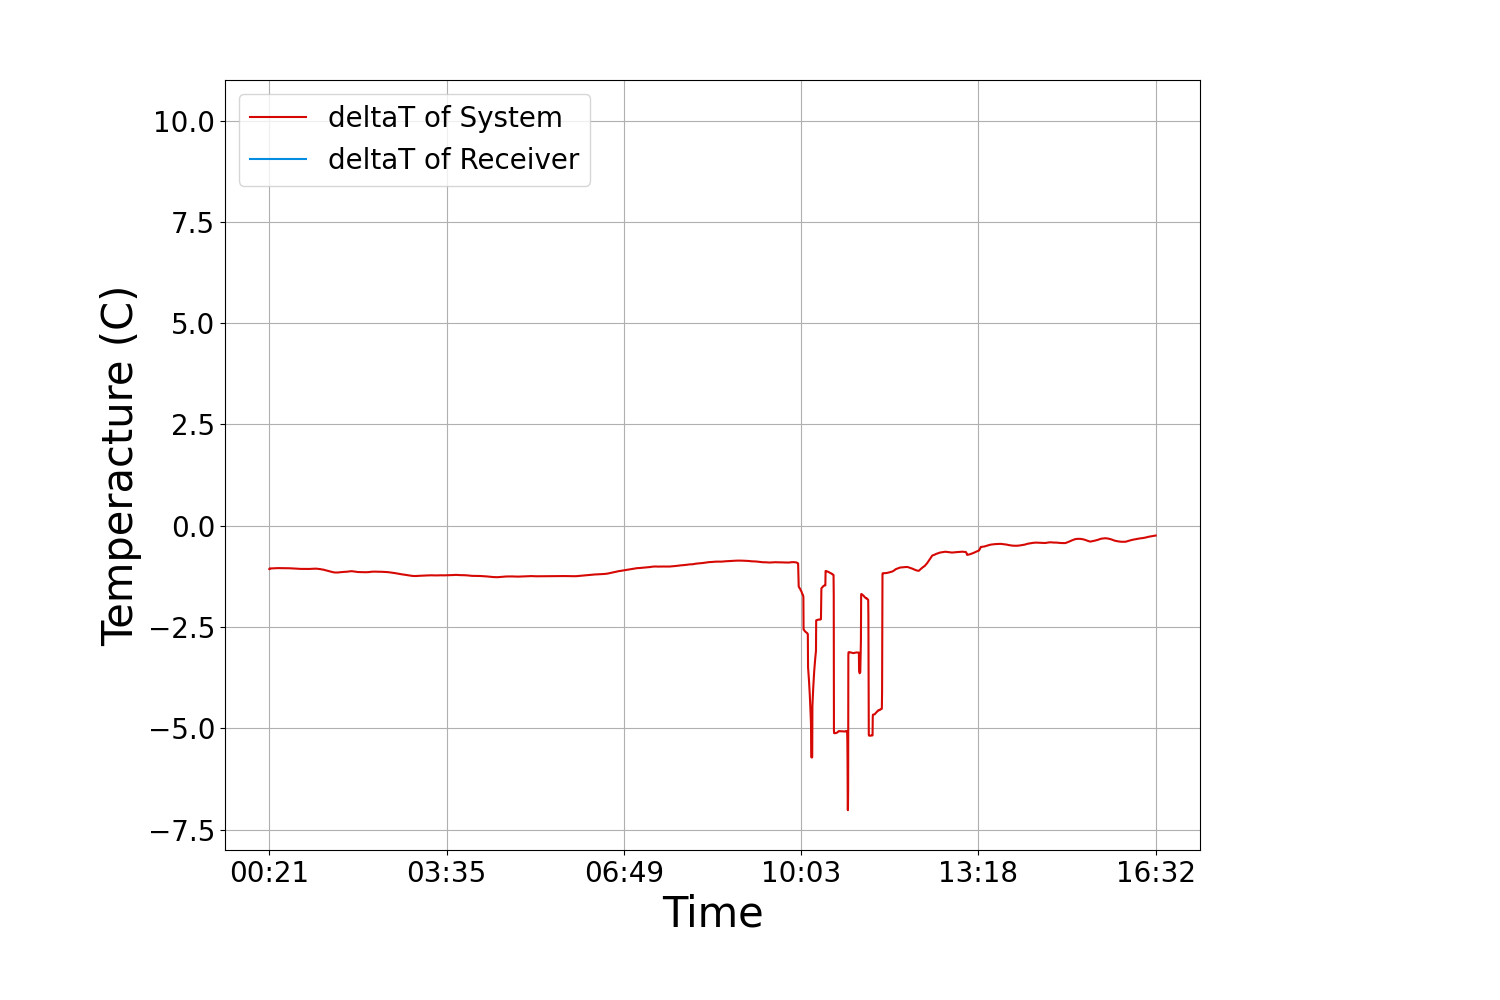 deltaT of System
deltaT of Receiver
10.0
7.5
5.0
2.5
0.0
−2.5
−5.0
−7.5
Temperacture (C)
00:21 03:35 06:49 10:03 13:18 16:32
Time